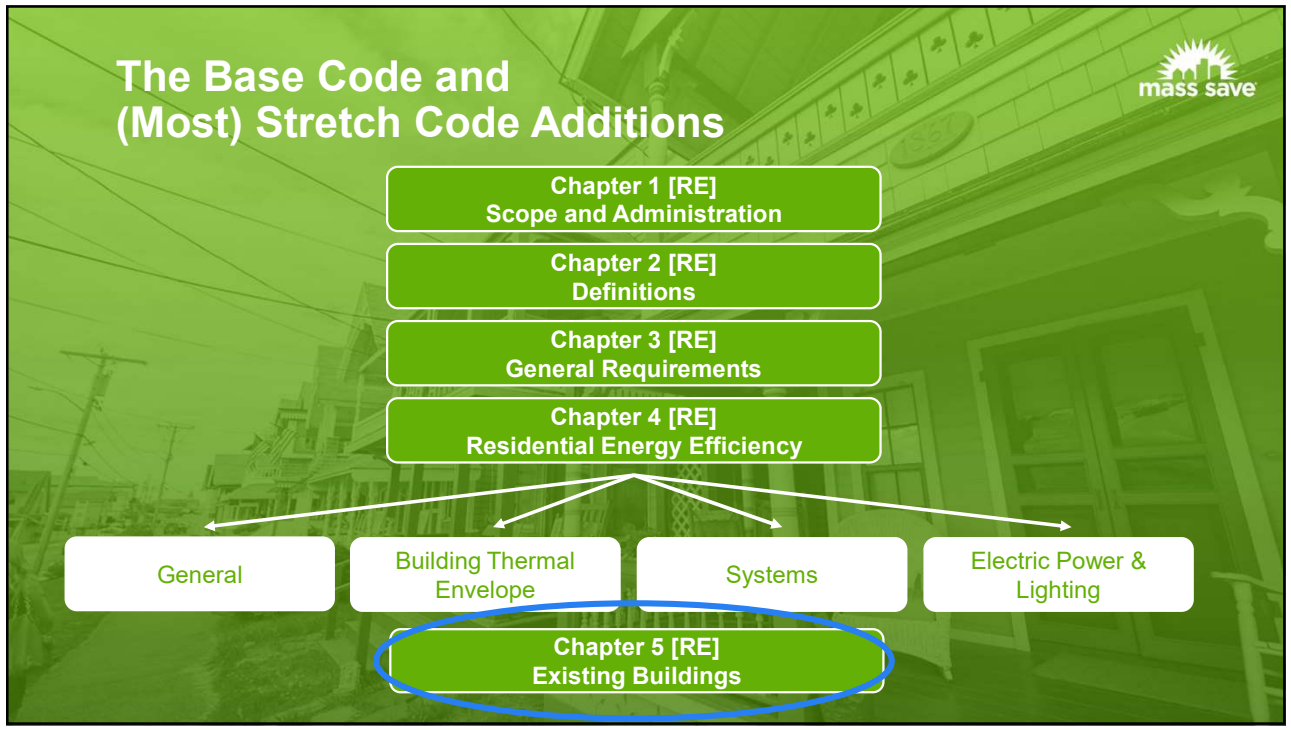 The Base Code and
(Most) Stretch Code Additions
mass save
Chapter 1 [RE]
Scope and Administration
1867
Chapter 2 [RE]
Definitions
Chapter 3 [RE]
General Requirements
Chapter 4 [RE]
Residential Energy Efficiency
General
Building Thermal
Envelope
Systems
Electric Power &
Lighting
Chapter 5 [RE]
Existing Buildings